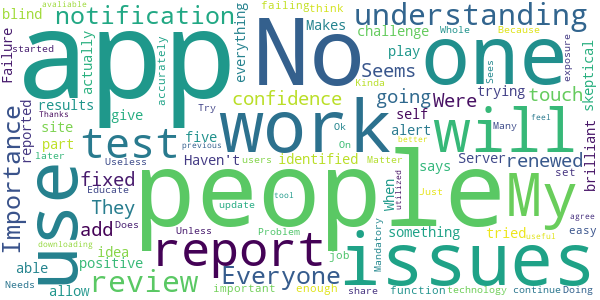 available failing think Makes Whole Because
blind notification understanding
Failure started actually accurately everything challenge play Sees exposure
app No one
Seems going Were trying touch skeptical
results give confidence self
Importance reported Try Ok On alert
site test five work will
part Haven't users identified says Server renewed Many feel
later Useless previous better
Thanks fixed Educate Matter when utilized Just set brilliant
use They people My
add Does update tool agree
idea Unless Problem job something easy
downloading report tried useful
able positive Everyone Mandatory issues
Needs allow review important enough share function technology continue Doing